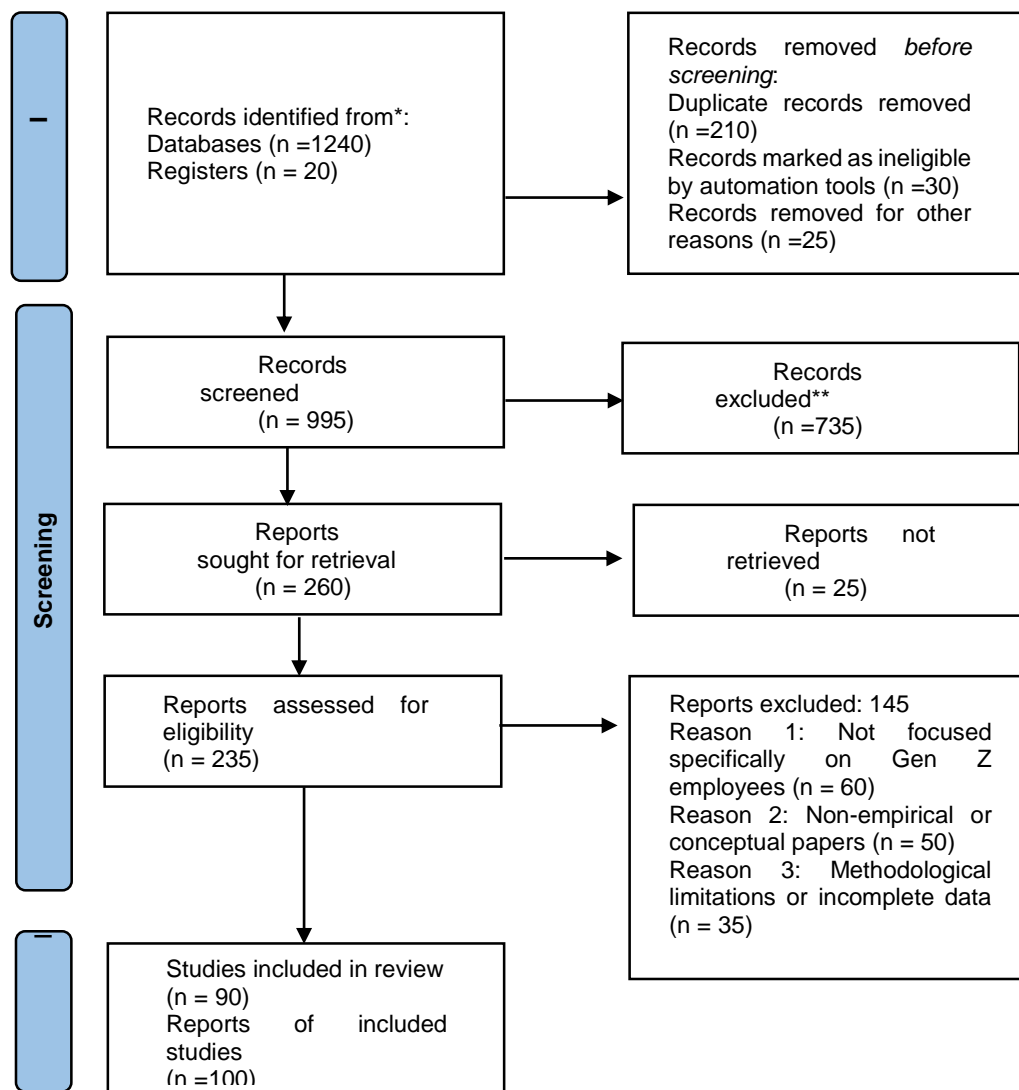 I
Records identified from*:
Databases (n =1240)
Registers (n = 20)
Records removed before
screening:
Duplicate records removed
(n =210)
Records marked as ineligible
by automation tools (n =30)
Records removed for other
reasons (n =25)
Screening
Records
screened
(n = 995)
Records
excluded**
(n =735)
Reports
sought for retrieval
(n = 260)
Reports not
retrieved
(n = 25)
Reports assessed for
eligibility
(n = 235)
Reports excluded: 145
Reason 1: Not focused
specifically on Gen Z
employees (n = 60)
Reason 2: Non-empirical or
conceptual papers (n = 50)
Reason 3: Methodological
limitations or incomplete data
(n = 35)
I
Studies included in review
(n = 90)
Reports of included
studies
(n =100)